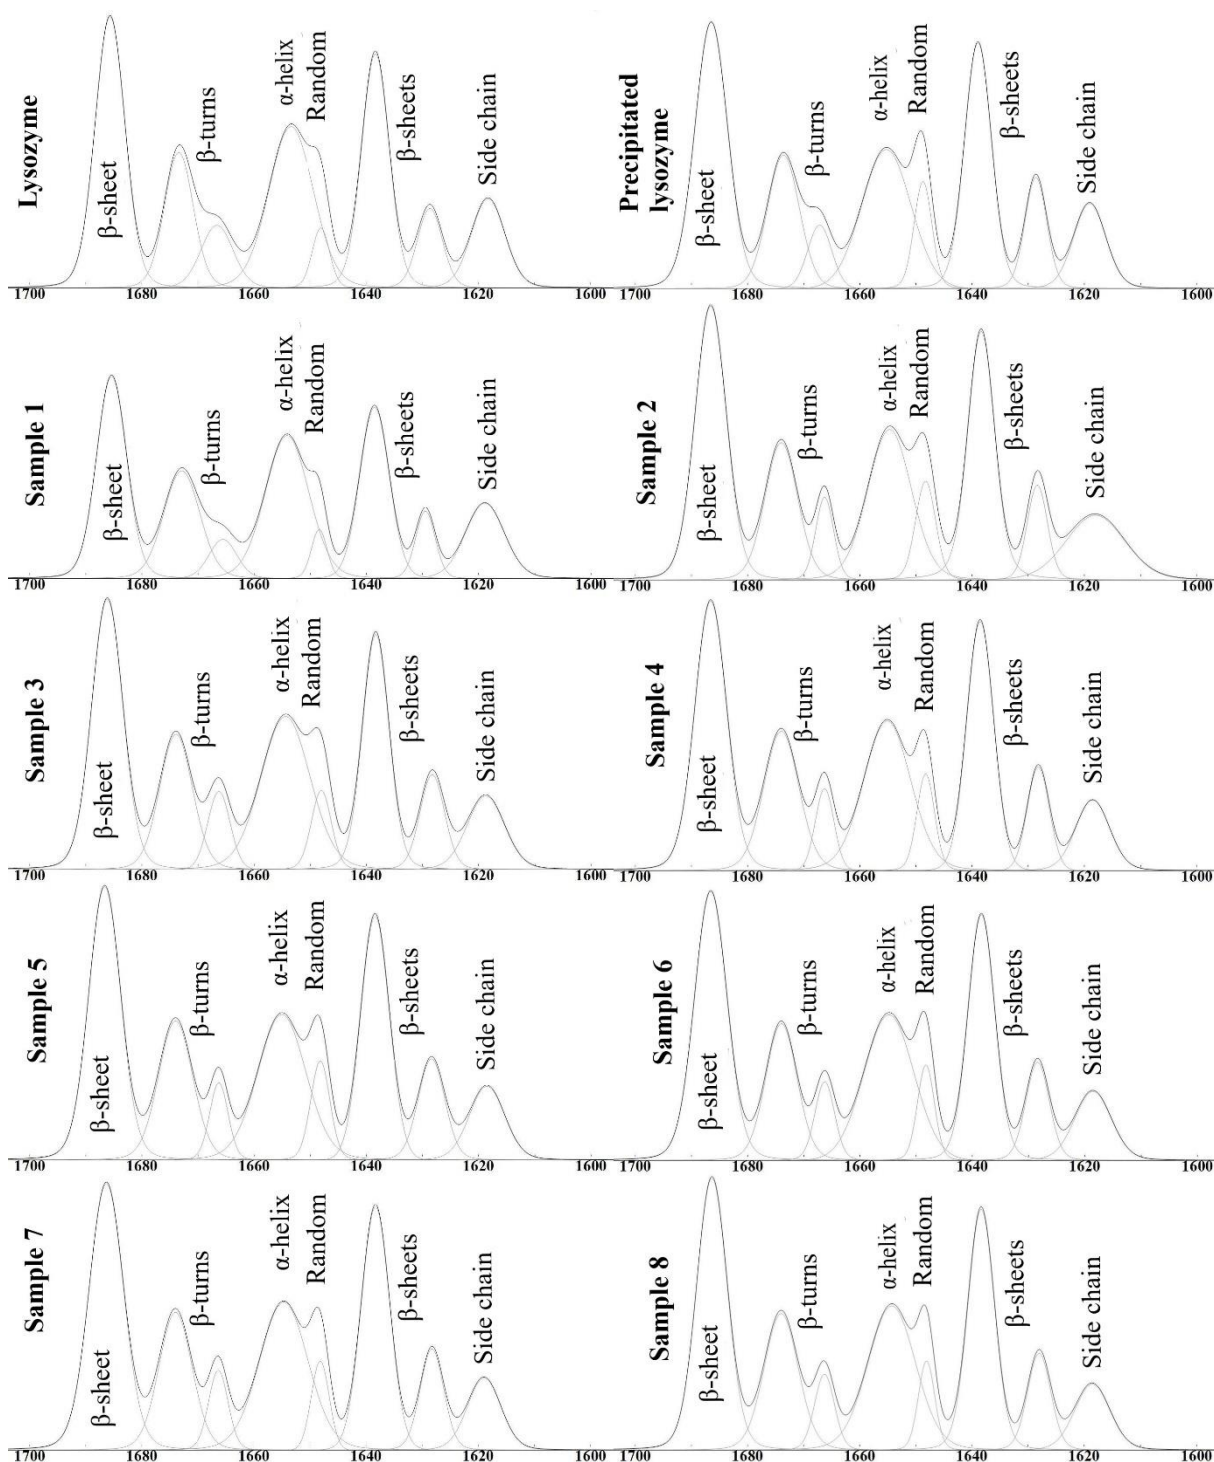 Lysozyme
β-sheet
β-turns
α-helix
Random
β-sheets
Side chain
1700 1680 1660 1640 1620 1600
Precipitated
lysozyme
β-sheet
β-turns
α-helix
Random
β-sheets
Side chain
1700 1680 1660 1640 1620 1600
Sample 1
β-sheet
β-turns
α-helix
Random
β-sheets
Side chain
1700 1680 1660 1640 1620 1600
Sample 2
β-sheet
β-turns
α-helix
Random
β-sheets
Side chain
1700 1680 1660 1640 1620 1600
Sample 3
β-sheet
β-turns
α-helix
Random
β-sheets
Side chain
1700 1680 1660 1640 1620 1600
Sample 4
β-sheet
β-turns
α-helix
Random
β-sheets
Side chain
1700 1680 1660 1640 1620 1600
Sample 5
β-sheet
β-turns
α-helix
Random
β-sheets
Side chain
1700 1680 1660 1640 1620 1600
Sample 6
β-sheet
β-turns
α-helix
Random
β-sheets
Side chain
1700 1680 1660 1640 1620 1600
Sample 7
β-sheet
β-turns
α-helix
Random
β-sheets
Side chain
1700 1680 1660 1640 1620 1600
Sample 8
β-sheet
β-turns
α-helix
Random
β-sheets
Side chain
1700 1680 1660 1640 1620 1600